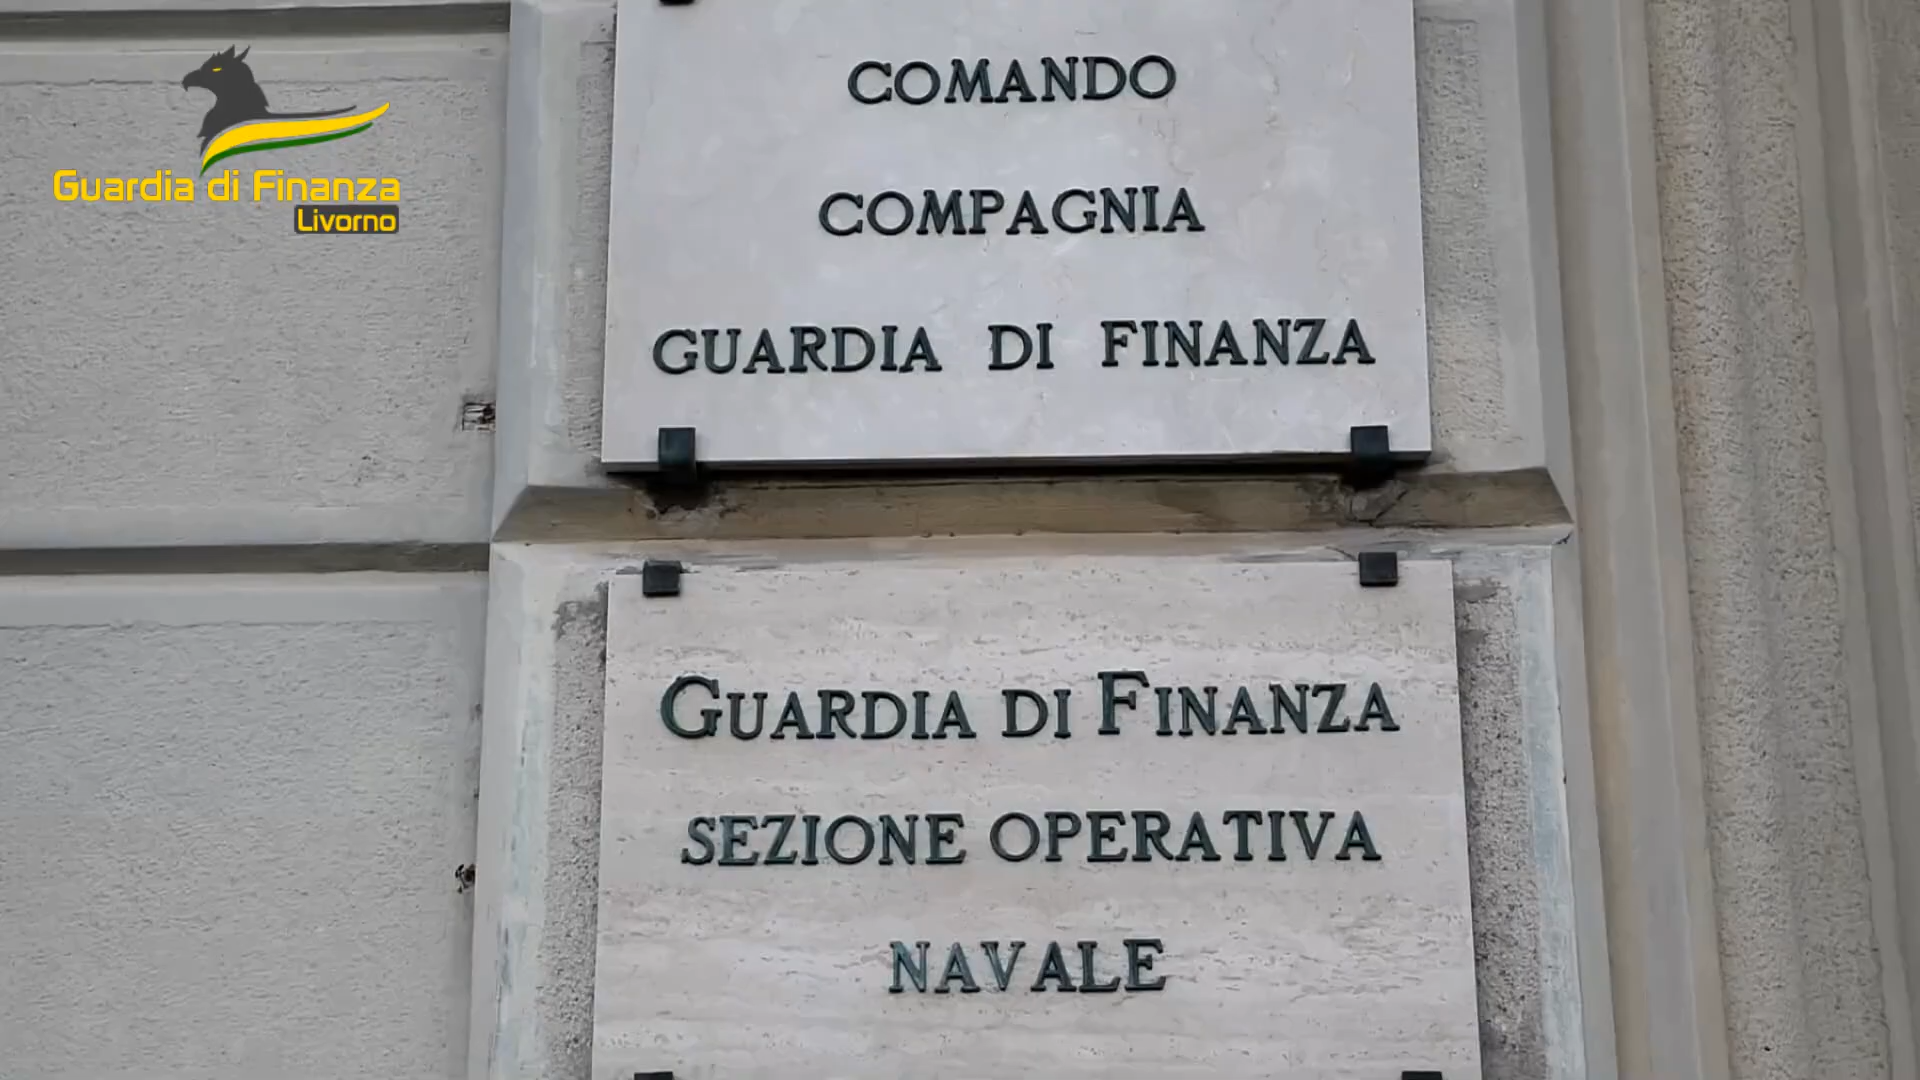 Guardia di Finanza
Livorno
COMANDO
COMPAGNIA
GUARDIA DI FINANZA
GUARDIA DI FINANZA
SEZIONE OPERATIVA
NAVALE